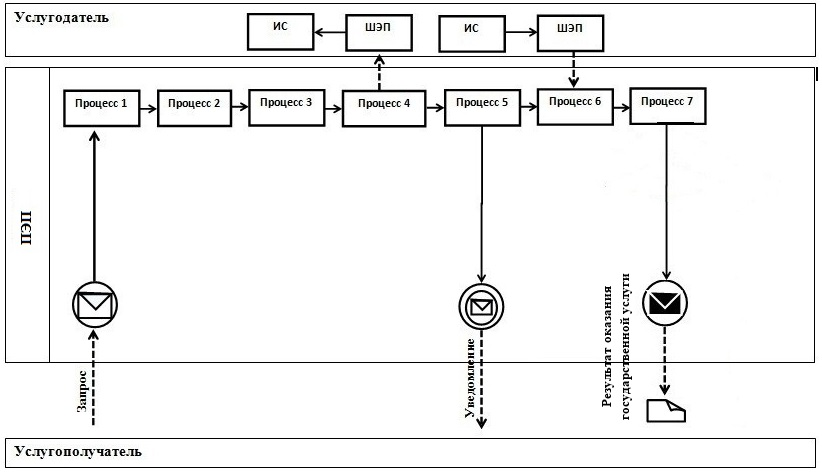 Услугодатель
ИС
ШЭП
ИС
ШЭП
Процесс 1
Процесс 2
Процесс 3
Процесс 4
Процесс 5
Процесс 6
Процесс 7
ПЭП
Запрос
Уведомление
Результат оказания
государственной услуги
Услугополучатель